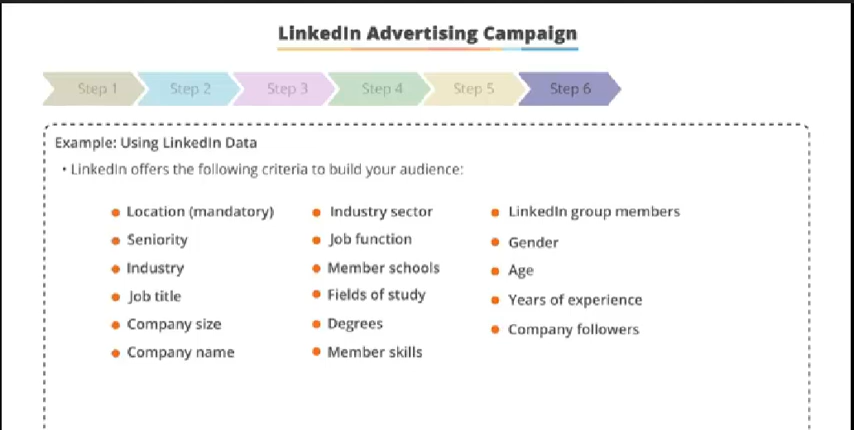 LinkedIn Advertising Campaign
Step 1
Step 2
Step 3
Step 4
Step 5
Step 6
Example: Using LinkedIn Data
• LinkedIn offers the following criteria to build your audience:
Location (mandatory)
Seniority
Industry
Job title
Company size
Company name
Industry sector
Job function
Member schools
Fields of study
Degrees
Member skills
LinkedIn group members
Gender
Age
Years of experience
Company followers